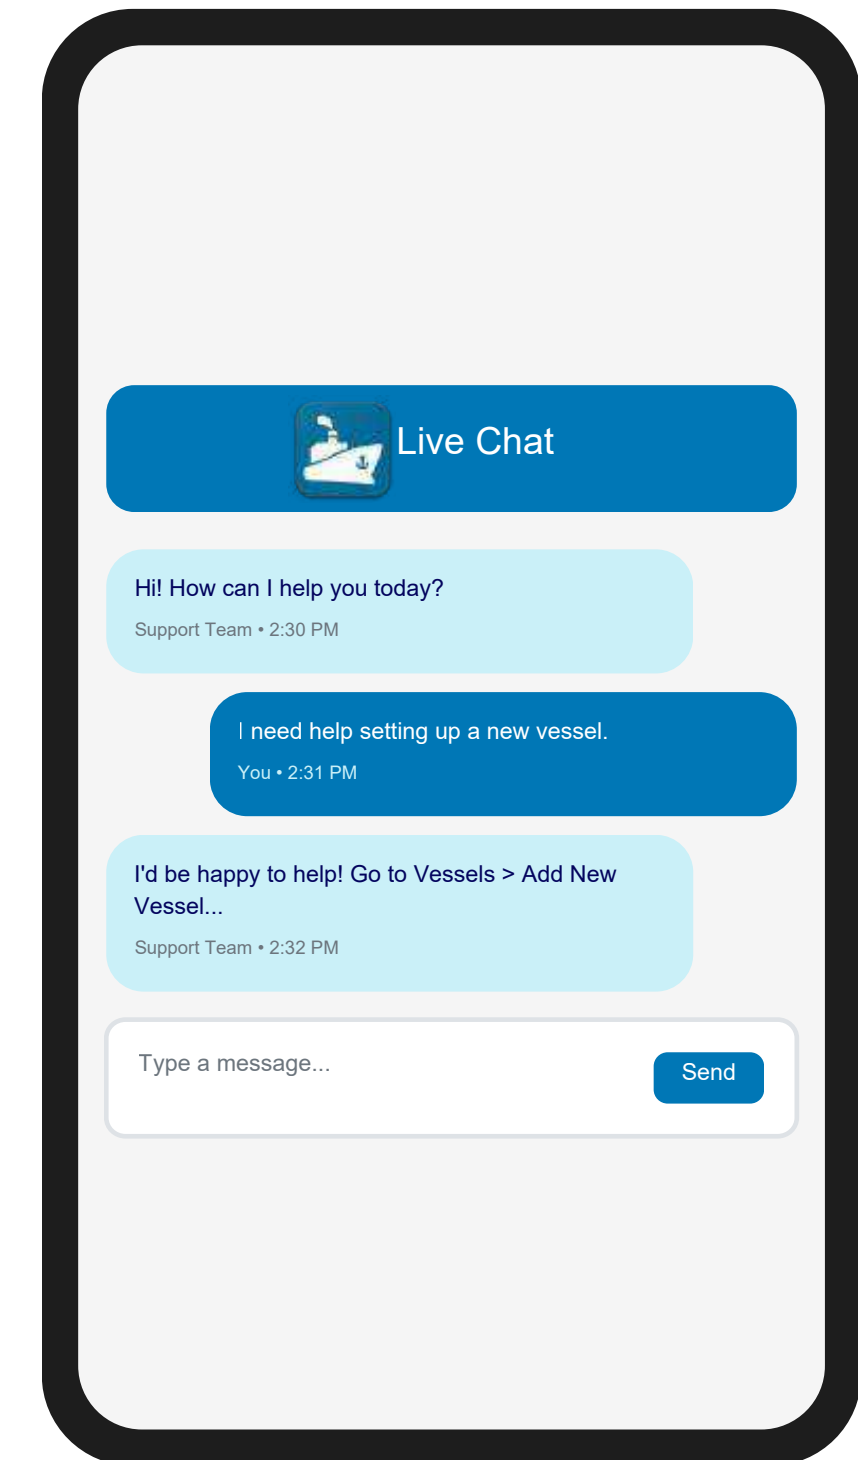 Live Chat
Hi! How can I help you today?
Support Team • 2:30 PM
I need help setting up a new vessel.
You • 2:31 PM
I'd be happy to help! Go to Vessels > Add New
Vessel...
Support Team • 2:32 PM
Type a message...
Send